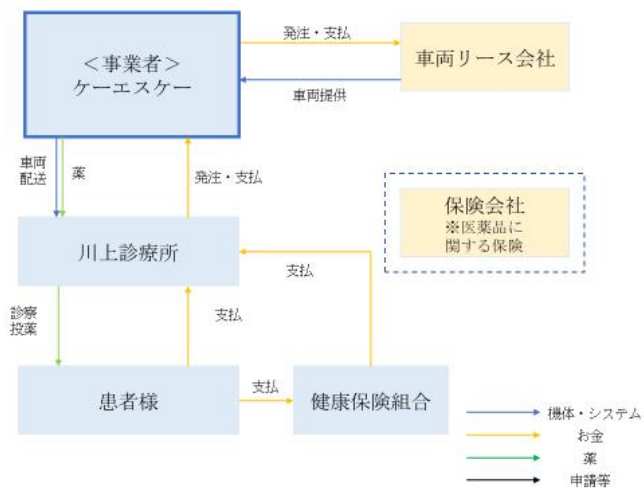 ＜事業者＞
ケーエスケー
発注・支払
車両リース会社
車両提供
車両
配送
薬
発注・支払
保険会社
※医薬品に
関する保険
川上診療所
支払
診察
投薬
支払
患者様
支払
健康保険組合
機体・システム
お金
薬
申請等